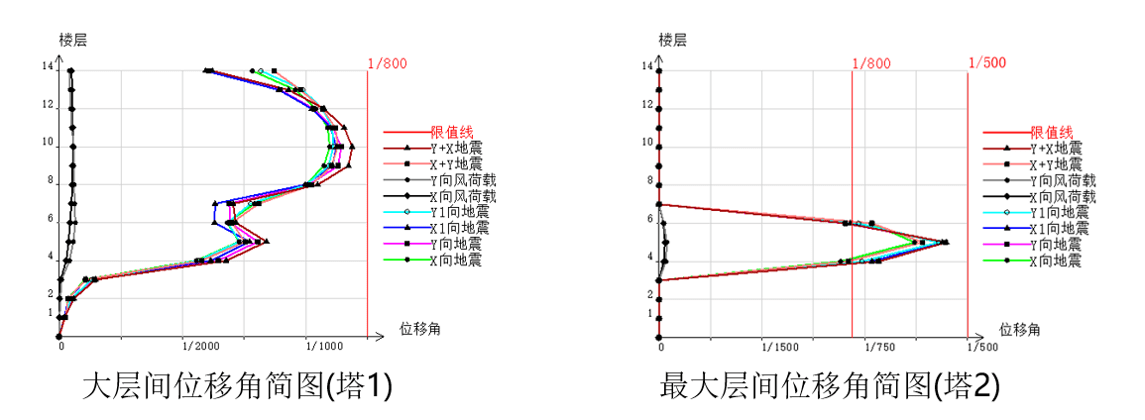 楼层
14
12
10
8
6
4
2
1
0
1/2000
1/1000
1/800
位移角
限值线
Y+X地震
X+Y地震
Y向风荷载
X向风荷载
Y1向地震
X1向地震
Y向地震
X向地震
大层间位移角简图(塔1)
楼层
14
12
10
8
6
4
2
1
0
1/1500
1/750
1/500
1/800
1/500
位移角
限值线
Y+X地震
X+Y地震
Y向风荷载
X向风荷载
Y1向地震
X1向地震
Y向地震
X向地震
最大层间位移角简图(塔2)